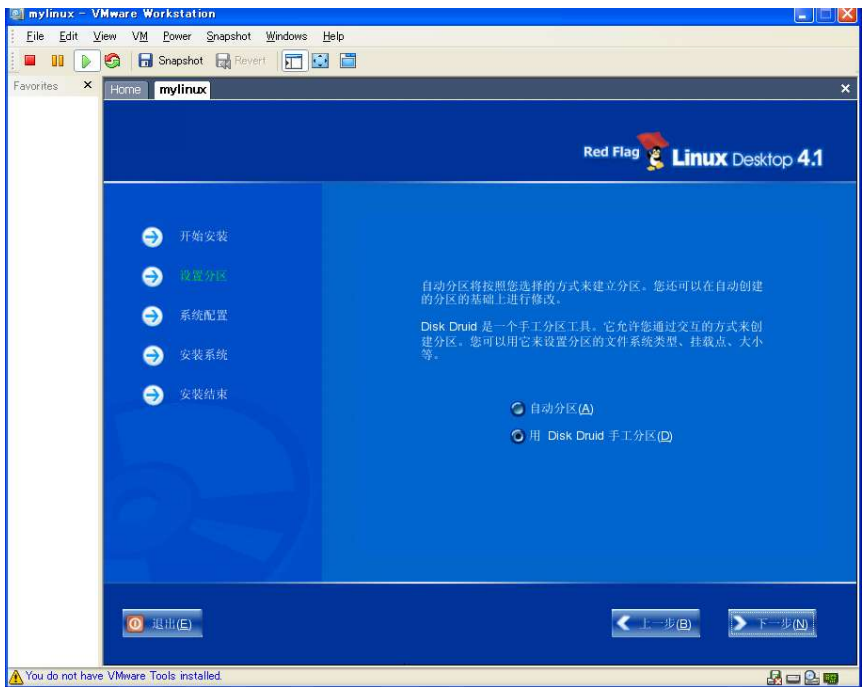 mylinux - VMware Workstation
File Edit View VM Power Snapshot Windows Help
Snapshot Revert
Favorites
Home mylinux
Red Flag Linux Desktop 4.1
开始安装
设置分区
系统配置
安装系统
安装结束
自动分区将按照您选择的方式来建立分区。您还可以在自动创建
的分区的基础上进行修改。
Disk Druid 是一个手工分区工具。它允许您通过交互的方式来创
建分区。您可以用它来设置分区的文件系统类型、挂载点、大小
等。
自动分区(A)
用 Disk Druid 手工分区(D)
退出(E)
上一步(B)
下一步(N)
You do not have VMware Tools installed.